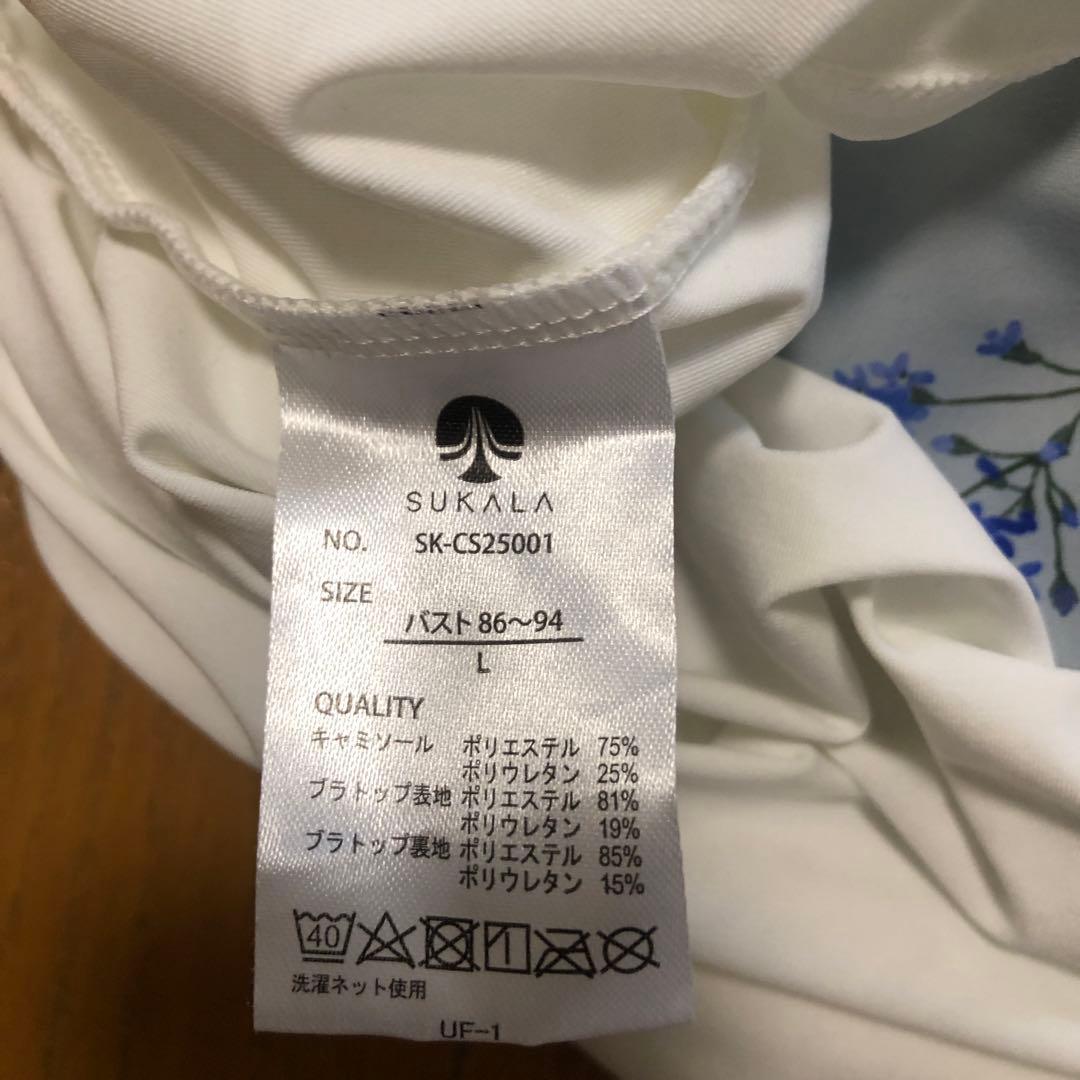 SUKALA
NO. SK-CS25001
SIZE
バスト 86〜94
L
QUALITY
キャミソール ポリエステル 75%
ポリウレタン 25%
ブラトップ表地 ポリエステル 81%
ポリウレタン 19%
ブラトップ裏地 ポリエステル 85%
ポリウレタン 15%
40
洗濯ネット使用
UF-1